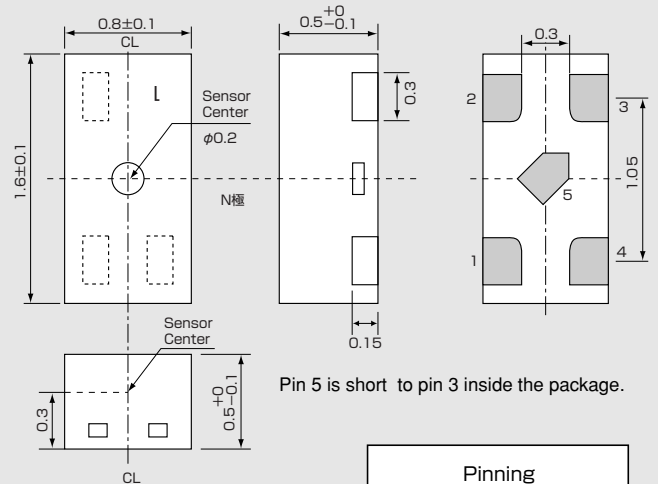 0.8±0.1
CL
L
Sensor
Center
φ0.2
1.6±0.1
N極
Sensor
Center
0.3
0.5+0−0.1
CL
0.5+0−0.1
0.3
0.15
0.3
2
3
1.05
5
1
4
Pin 5 is short to pin 3 inside the package.
Pinning